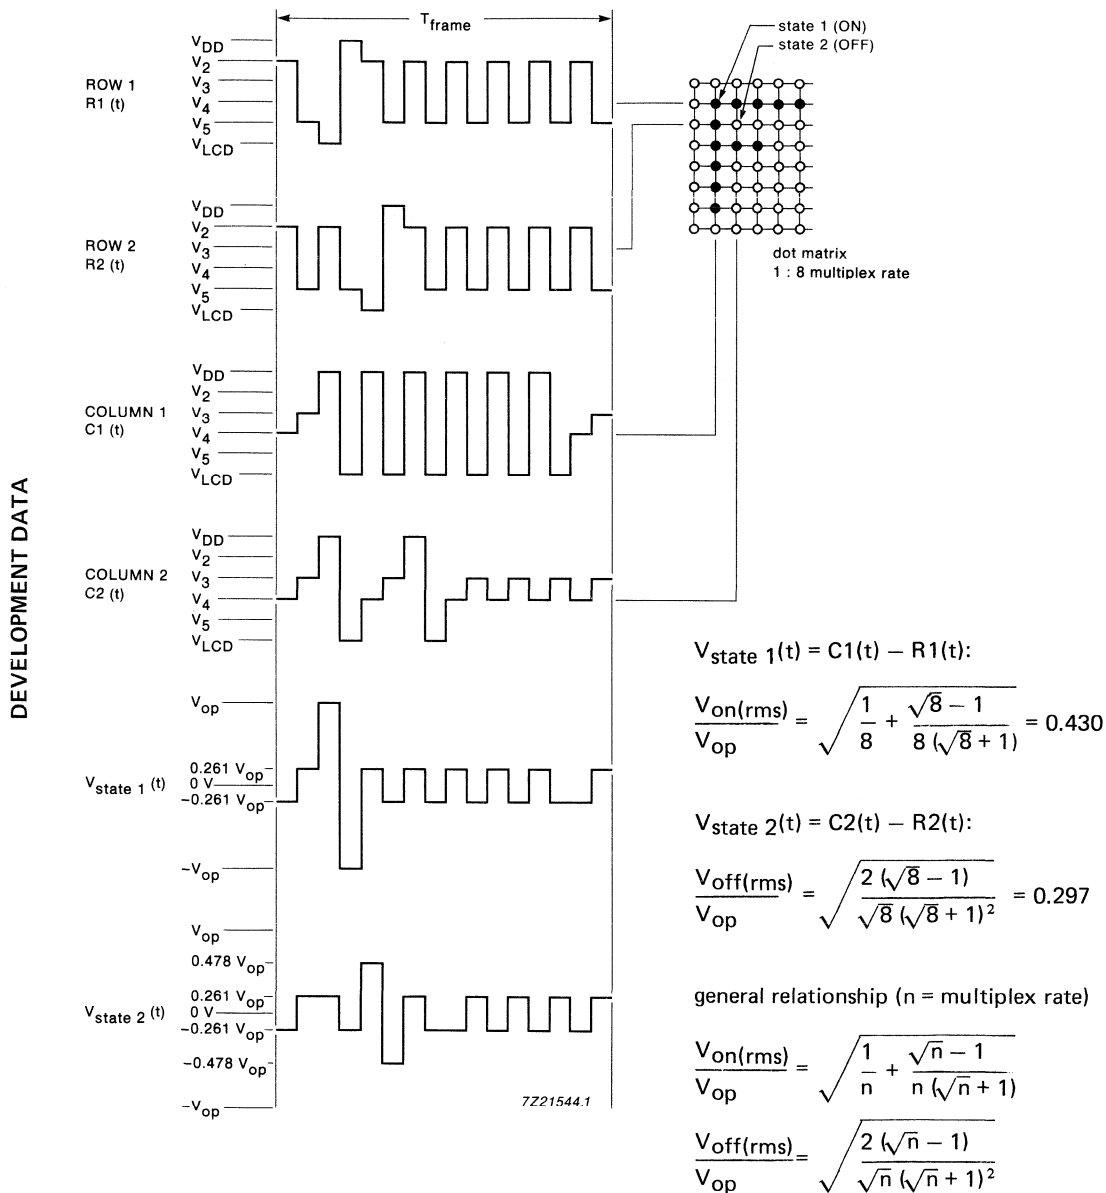 DEVELOPMENT DATA
T_frame
ROW 1
R1 (t)
V_DD
V_2
V_3
V_4
V_5
V_LCD
ROW 2
R2 (t)
V_DD
V_2
V_3
V_4
V_5
V_LCD
COLUMN 1
C1 (t)
V_DD
V_2
V_3
V_4
V_5
V_LCD
COLUMN 2
C2 (t)
V_DD
V_2
V_3
V_4
V_5
V_LCD
V_state 1 (t)
V_op
0.261 V_op
0 V
-0.261 V_op
-V_op
V_state 2 (t)
V_op
0.478 V_op
0.261 V_op
0 V
-0.261 V_op
-0.478 V_op
-V_op
7Z21544.1
state 1 (ON)
state 2 (OFF)
dot matrix
1 : 8 multiplex rate
V_state 1(t) = C1(t) − R1(t):
V_on(rms)/V_op = √(1/8 + (√8 − 1)/(8 (√8 + 1))) = 0.430
V_state 2(t) = C2(t) − R2(t):
V_off(rms)/V_op = √(2 (√8 − 1)/(√8 (√8 + 1)²)) = 0.297
general relationship (n = multiplex rate)
V_on(rms)/V_op = √(1/n + (√n − 1)/(n (√n + 1)))
V_off(rms)/V_op = √(2 (√n − 1)/(√n (√n + 1)²))